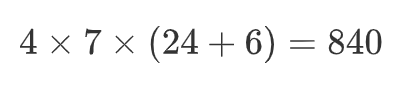 4 × 7 × (24 + 6) = 840